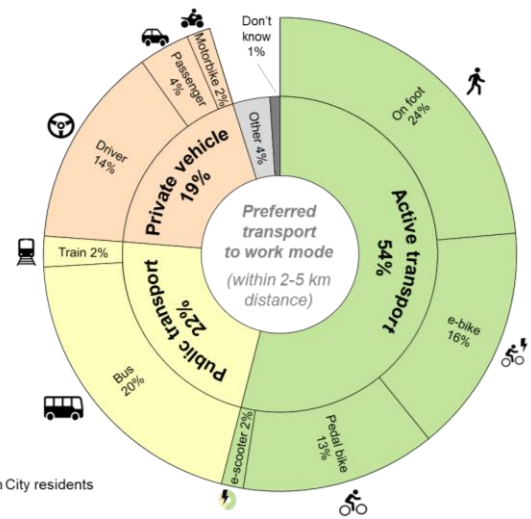 Don't
know
1%
Motorbike 2%
Passenger
4%
Driver
14%
Private vehicle
19%
Other 4%
On foot
24%
Active transport
54%
Preferred
transport
to work mode
(within 2-5 km
distance)
Train 2%
Public transport
22%
Bus
20%
e-bike
16%
Pedal bike
13%
e-scooter 2%
City residents